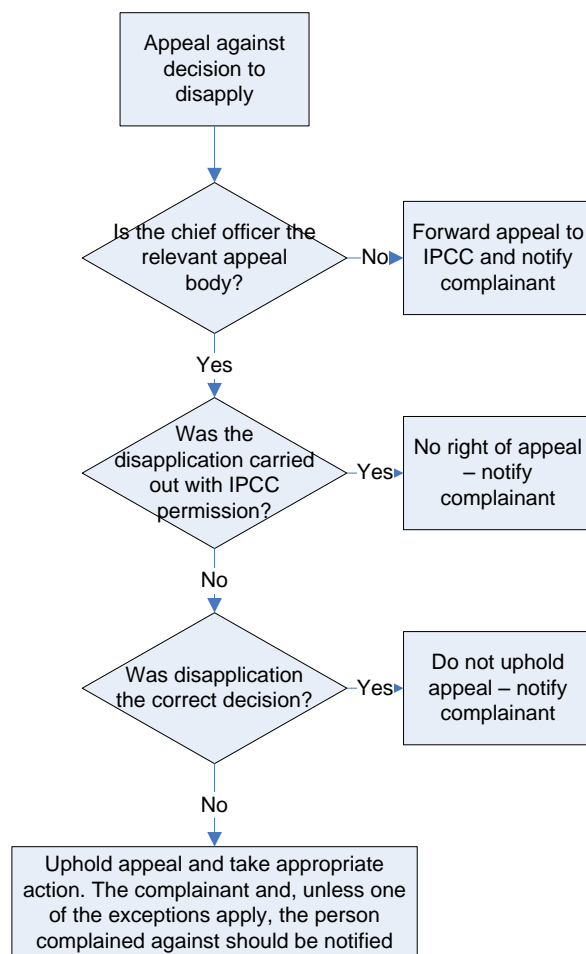 Appeal against
decision to
disapply
Is the chief officer the
relevant appeal
body?
No
Forward appeal to
IPCC and notify
complainant
Yes
Was the
disapplication carried
out with IPCC
permission?
Yes
No right of appeal
– notify
complainant
No
Was disapplication
the correct decision?
Yes
Do not uphold
appeal – notify
complainant
No
Uphold appeal and take appropriate
action. The complainant and, unless one
of the exceptions apply, the person
complained against should be notified